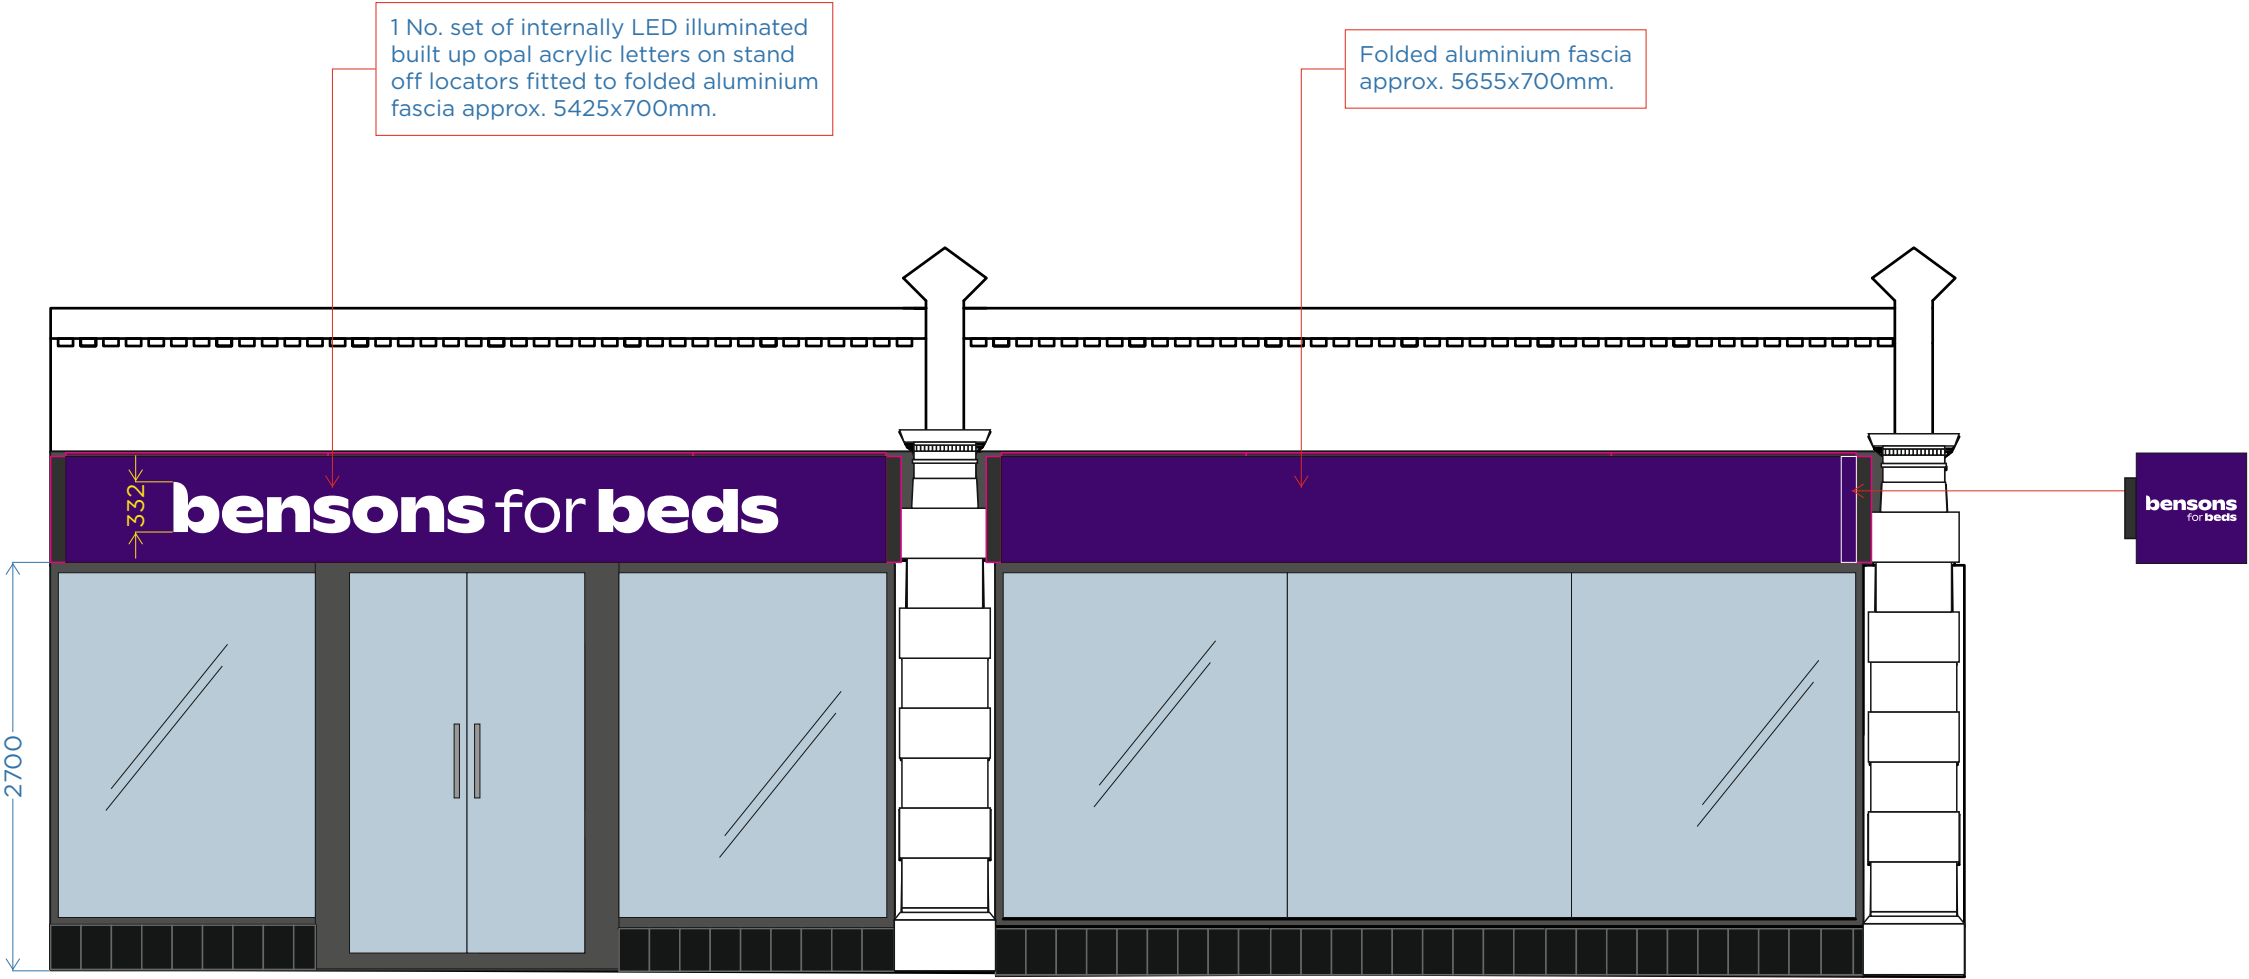 1 No. set of internally LED illuminated
built up opal acrylic letters on stand
off locators fitted to folded aluminium
fascia approx. 5425x700mm.
Folded aluminium fascia
approx. 5655x700mm.
332
bensons for beds
bensons
for beds
2700